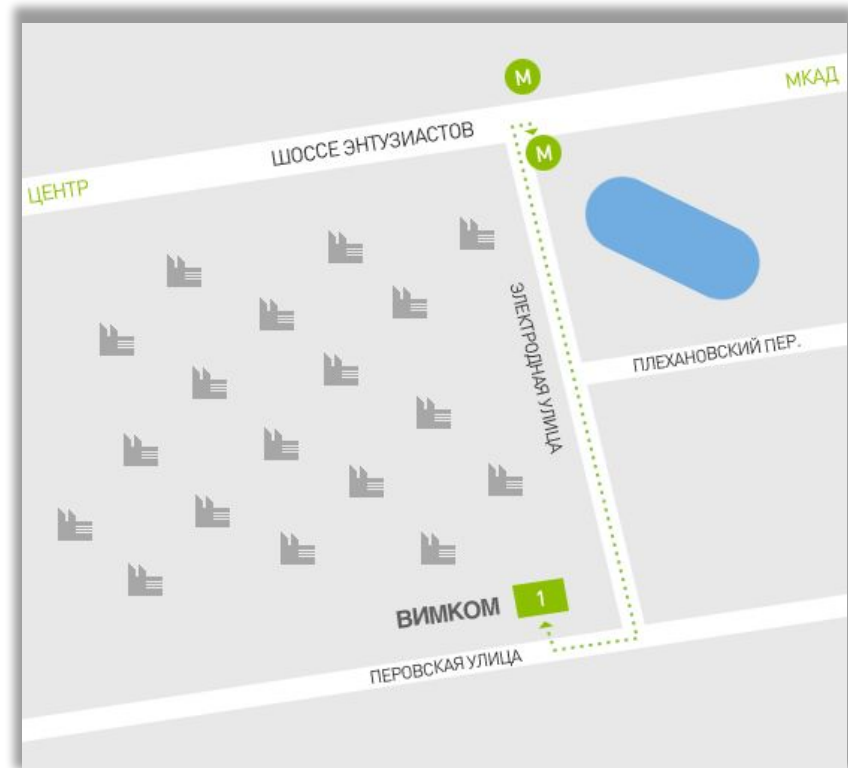 М
МКАД
ШОССЕ ЭНТУЗИАСТОВ
М
ЦЕНТР
ЭЛЕКТРОДНАЯ УЛИЦА
ПЛЕХАНОВСКИЙ ПЕР.
ВИМКОМ
1
ПЕРОВСКАЯ УЛИЦА